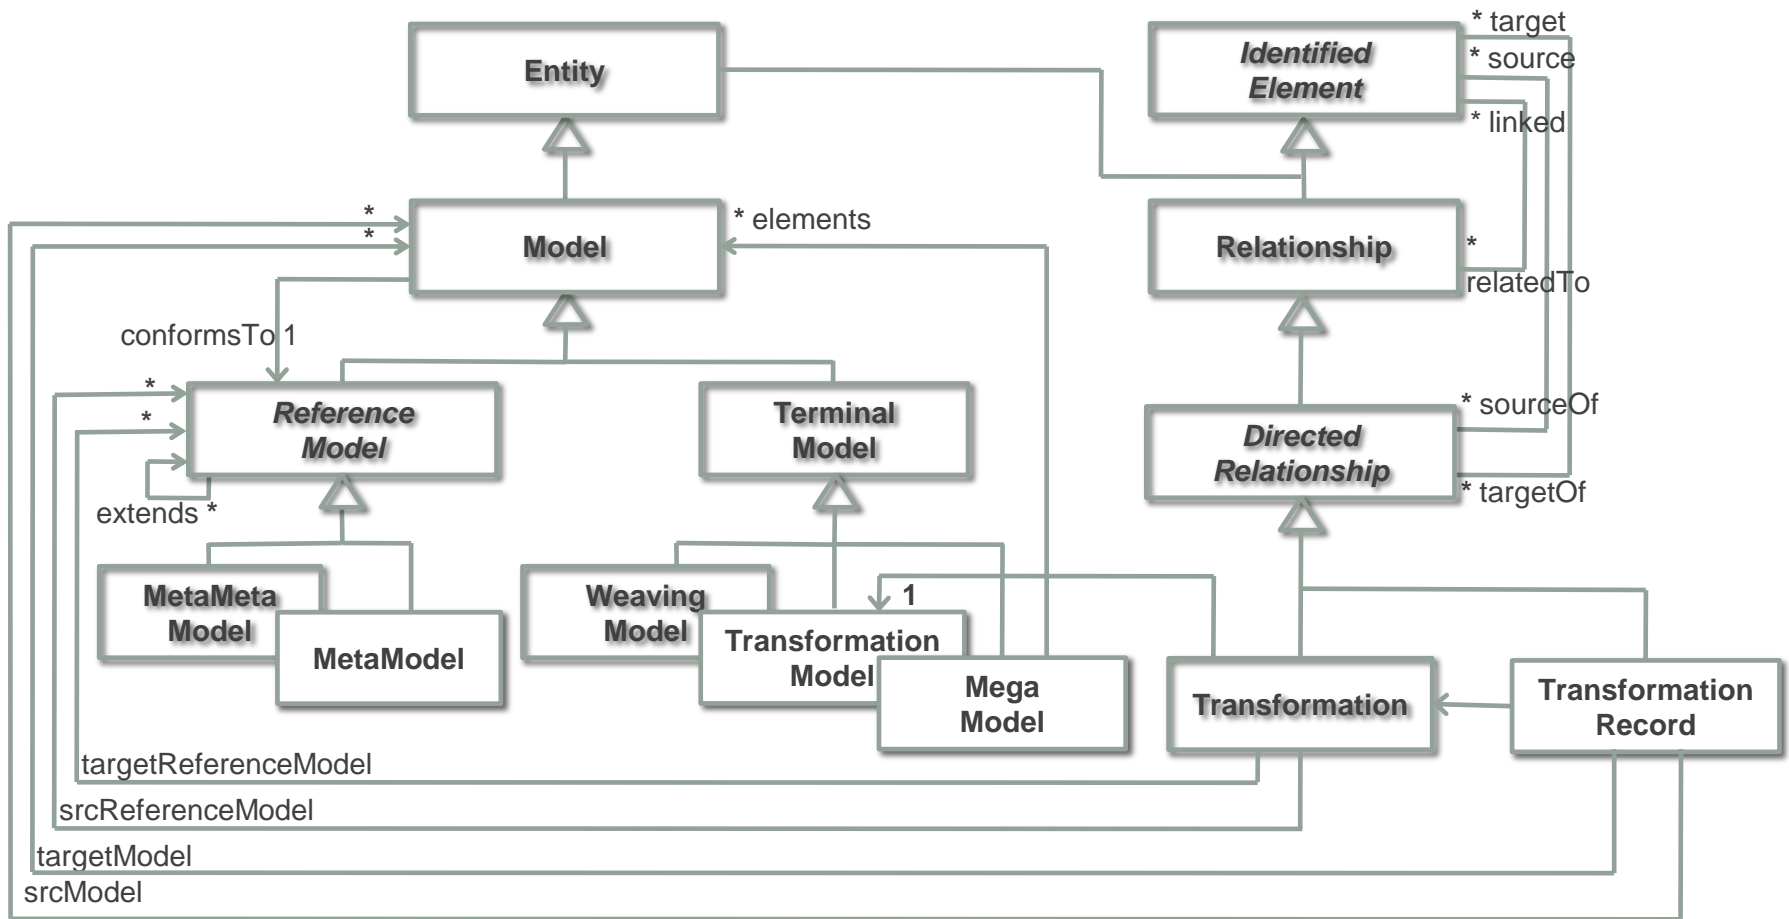 * target
Entity
Identified
Element
* source
* linked
*
*
Model
* elements
Relationship
*
relatedTo
conformsTo 1
*
*
Reference
Model
Terminal
Model
* sourceOf
Directed
Relationship
* targetOf
extends *
MetaMeta
Model
MetaModel
Weaving
Model
1
Transformation
Model
Mega
Model
Transformation
Transformation
Record
targetReferenceModel
srcReferenceModel
targetModel
srcModel